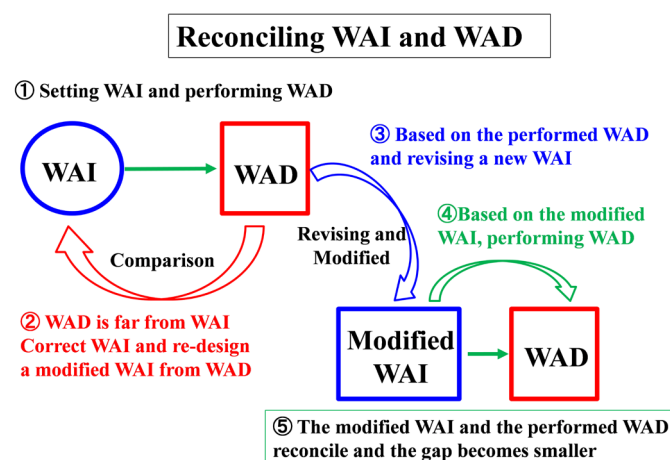 Reconciling WAI and WAD
① Setting WAI and performing WAD
WAI
WAD
③ Based on the performed WAD
and revising a new WAI
④Based on the modified
WAI, performing WAD
Comparison
Revising and
Modified
② WAD is far from WAI
Correct WAI and re-design
a modified WAI from WAD
Modified
WAI
WAD
⑤ The modified WAI and the performed WAD
reconcile and the gap becomes smaller